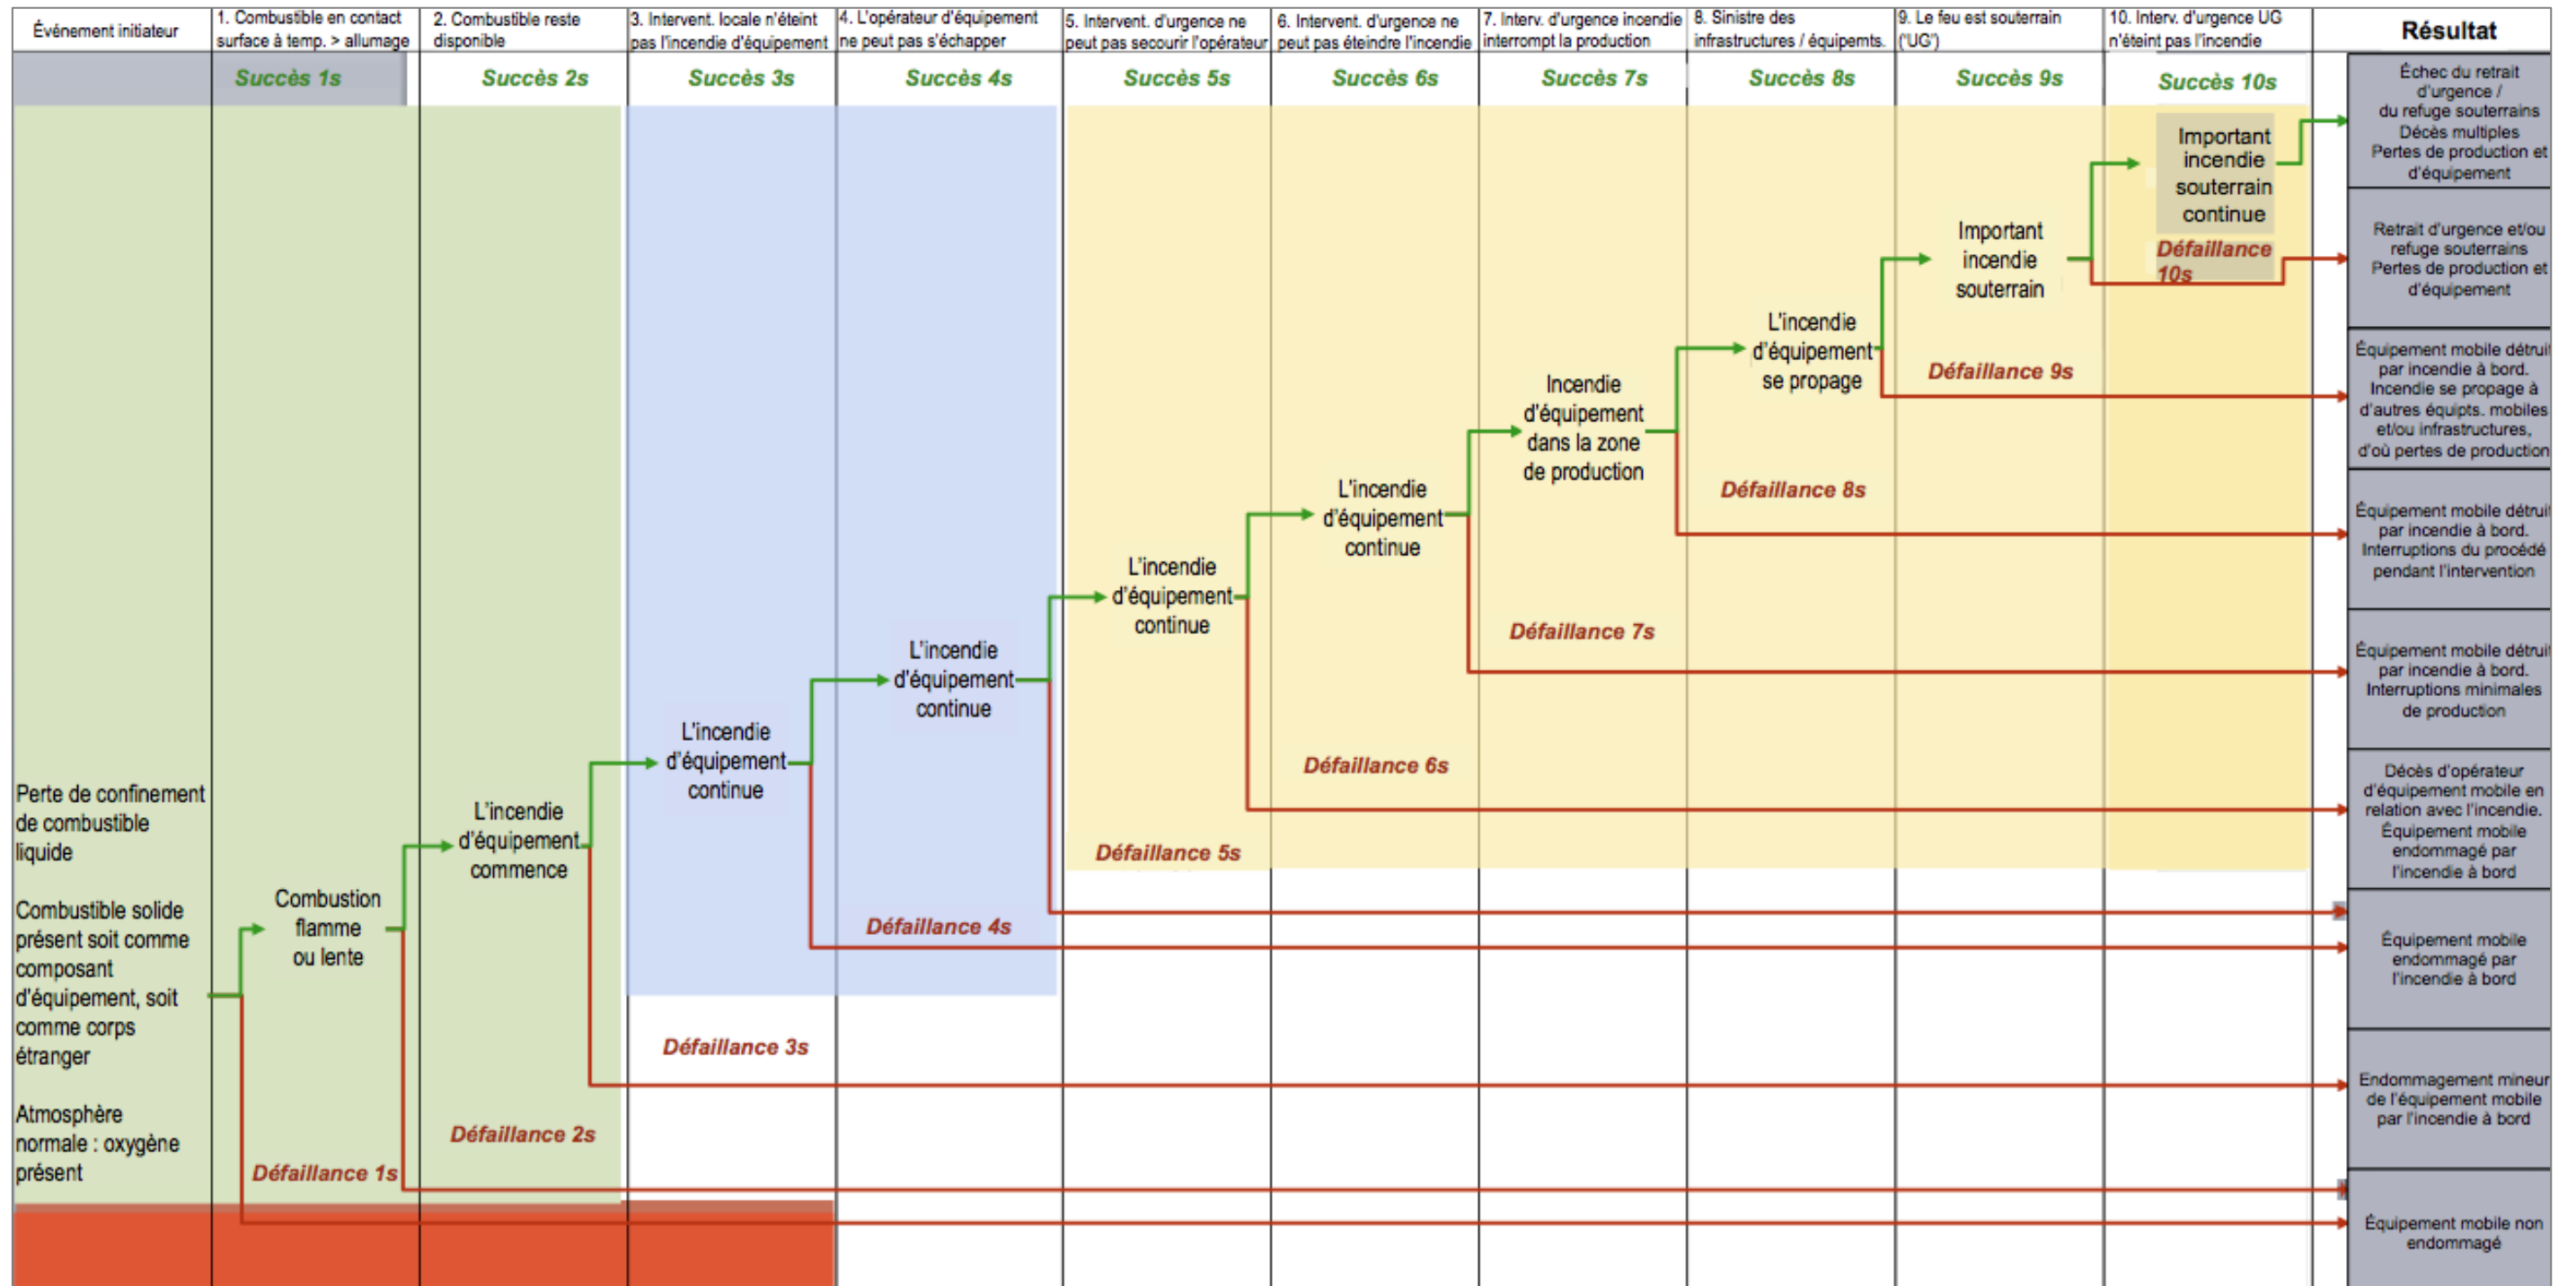 Événement initiateur
1. Combustible en contact
surface à temp. > allumage
2. Combustible reste
disponible
3. Intervent. locale n'éteint
pas l'incendie d'équipement
4. L'opérateur d'équipement
ne peut pas s'échapper
5. Intervent. d'urgence ne
peut pas secourir l'opérateur
6. Intervent. d'urgence ne
peut pas éteindre l'incendie
7. Interv. d'urgence incendie
interrompt la production
8. Sinistre des
infrastructures / équipemts.
9. Le feu est souterrain
('UG')
10. Interv. d'urgence UG
n'éteint pas l'incendie
Résultat
Succès 1s
Succès 2s
Succès 3s
Succès 4s
Succès 5s
Succès 6s
Succès 7s
Succès 8s
Succès 9s
Succès 10s
Perte de confinement
de combustible
liquide
Combustible solide
présent soit comme
composant
d'équipement, soit
comme corps
étranger
Atmosphère
normale : oxygène
présent
Combustion
flamme
ou lente
Défaillance 1s
L'incendie
d'équipement
commence
Défaillance 2s
L'incendie
d'équipement
continue
Défaillance 3s
L'incendie
d'équipement
continue
Défaillance 4s
L'incendie
d'équipement
continue
Défaillance 5s
L'incendie
d'équipement
continue
Défaillance 6s
Incendie
d'équipement
dans la zone
de production
Défaillance 7s
L'incendie
d'équipement
se propage
Défaillance 8s
Important
incendie
souterrain
Défaillance 9s
Important
incendie
souterrain
continue
Défaillance
10s
Échec du retrait
d'urgence /
du refuge souterrains
Décès multiples
Pertes de production et
d'équipement
Retrait d'urgence et/ou
refuge souterrains
Pertes de production et
d'équipement
Équipement mobile détruit
par incendie à bord.
Incendie se propage à
d'autres équipts. mobiles
et/ou infrastructures,
d'où pertes de production
Équipement mobile détruit
par incendie à bord.
Interruptions du procédé
pendant l'intervention
Équipement mobile détruit
par incendie à bord.
Interruptions minimales
de production
Décès d'opérateur
d'équipement mobile en
relation avec l'incendie.
Équipement mobile
endommagé par
l'incendie à bord
Équipement mobile
endommagé par
l'incendie à bord
Endommagement mineur
de l'équipement mobile
par l'incendie à bord
Équipement mobile non
endommagé